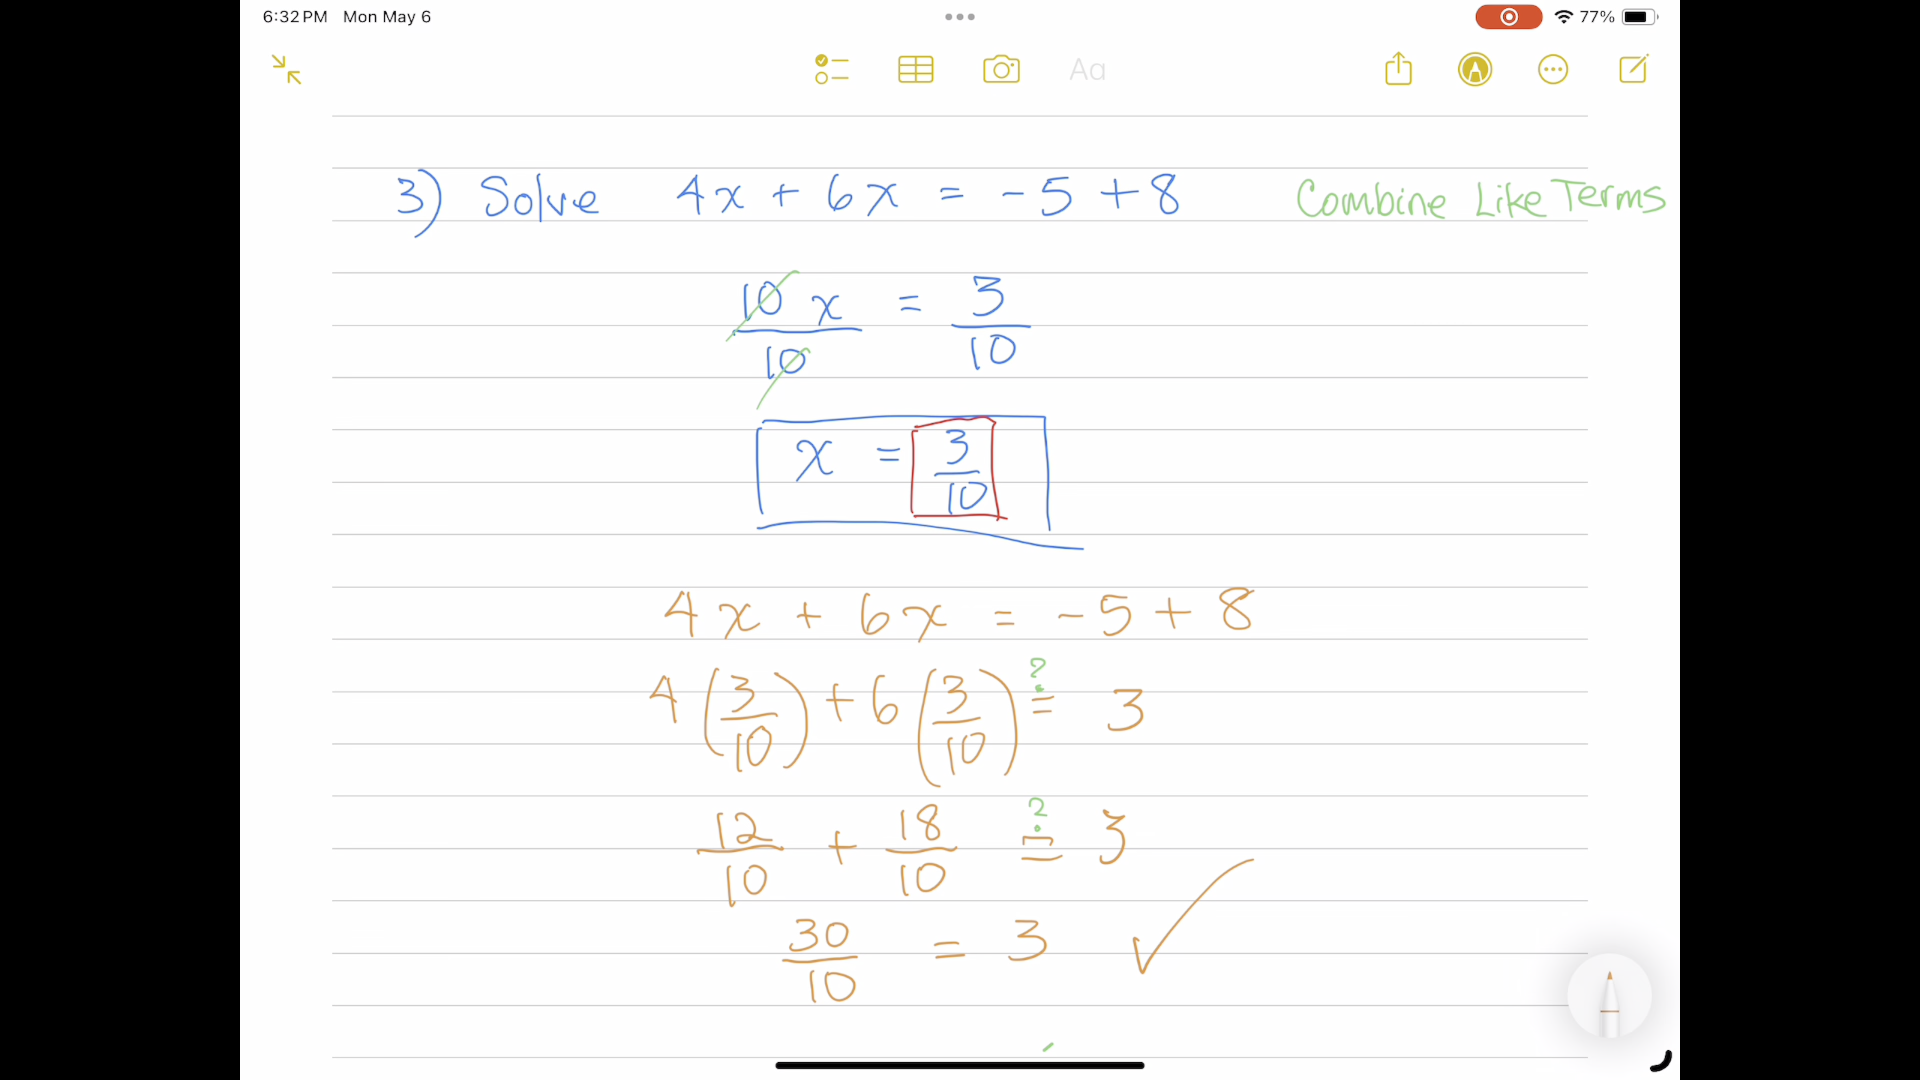 6:32 PM Mon May 6
77%
Aa
3) Solve 4x + 6x = -5 + 8 Combine Like Terms
10x/10 = 3/10
x = 3/10
4x + 6x = -5 + 8
4(3/10) + 6(3/10) ?= 3
12/10 + 18/10 ?= 3
30/10 = 3 ✓